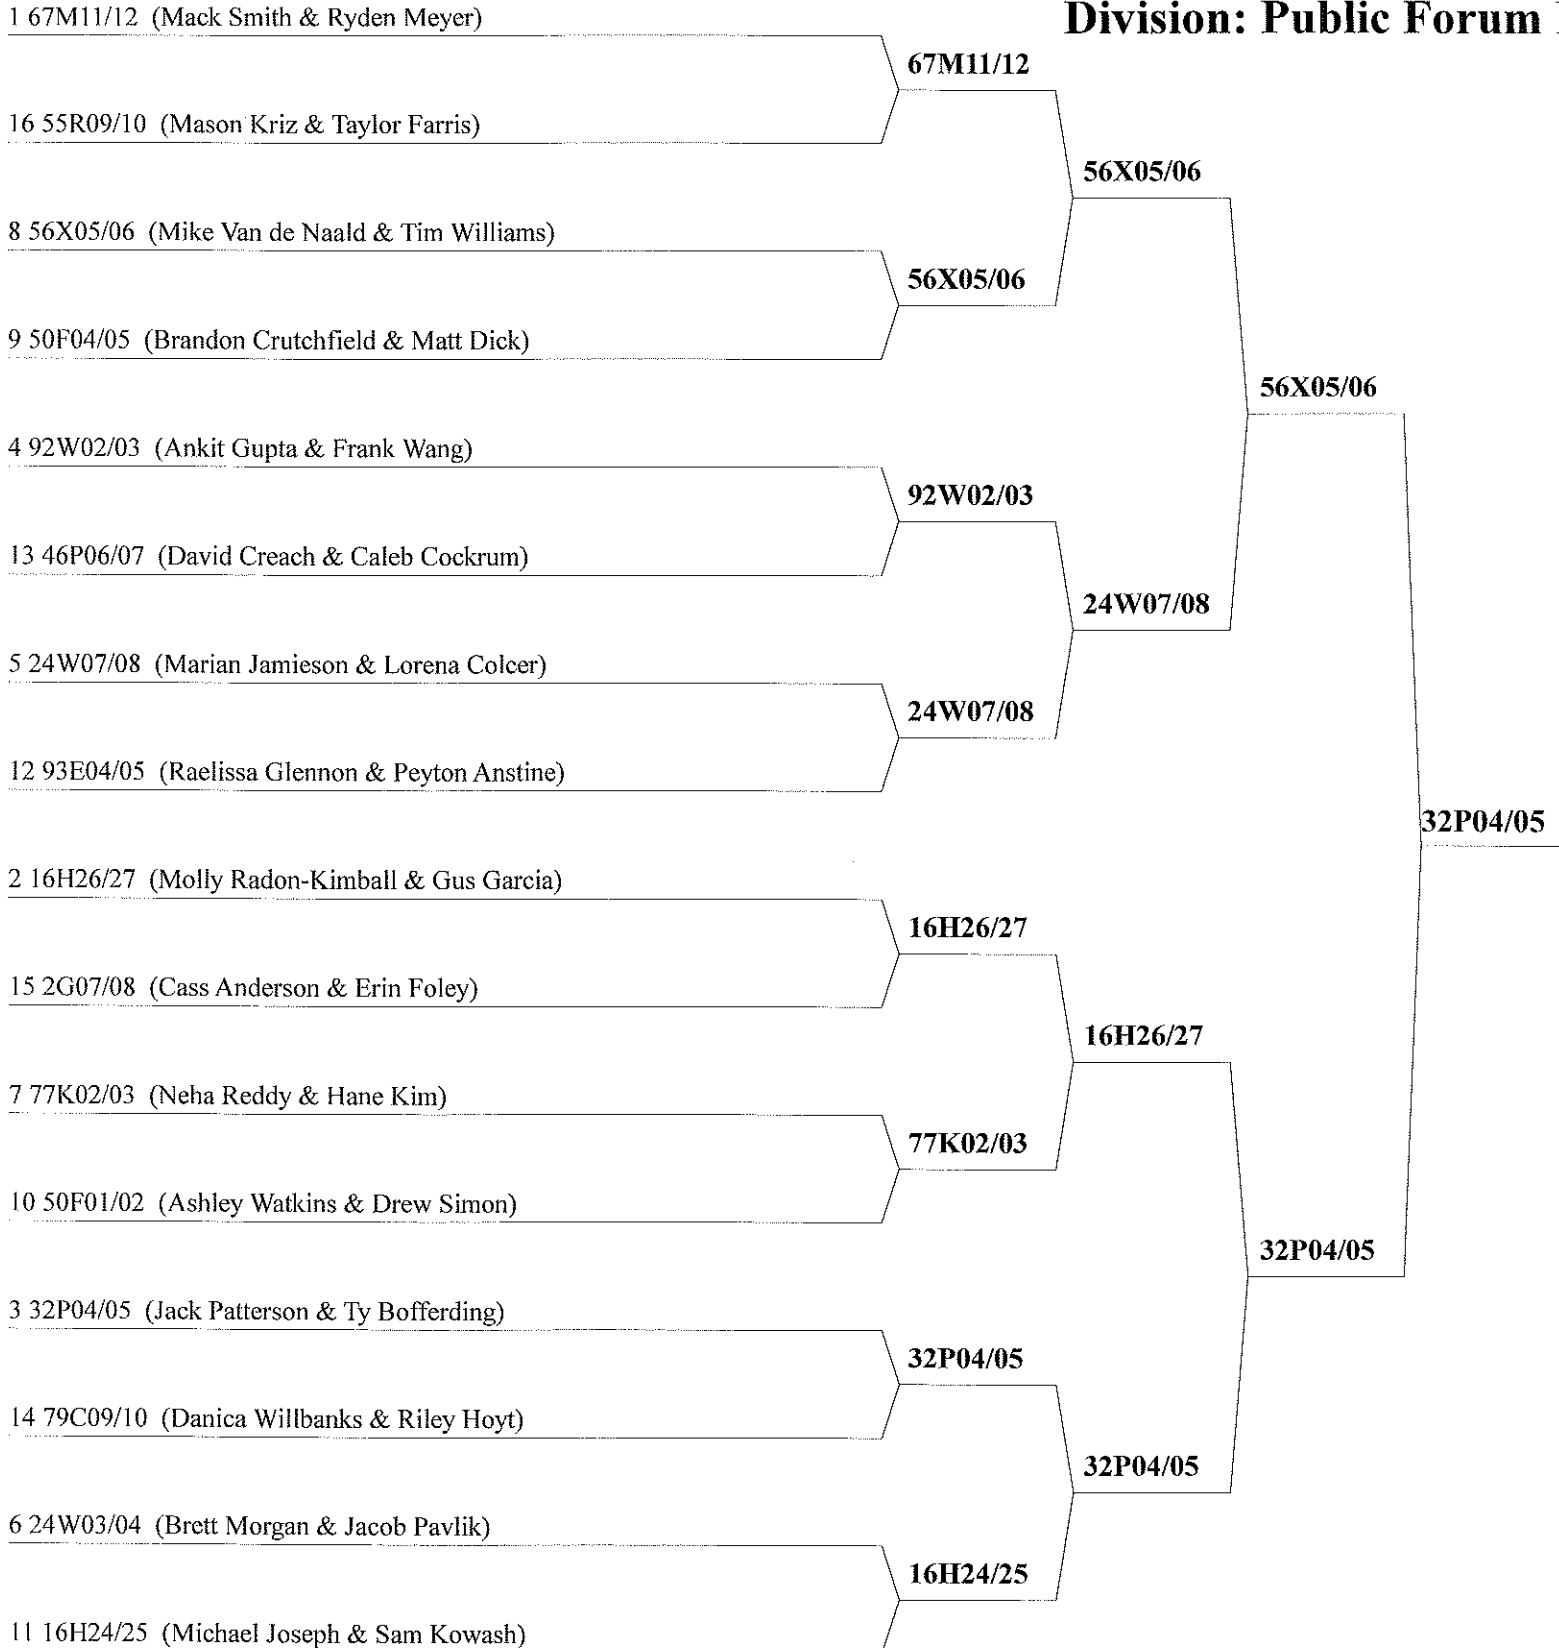 Division: Public Forum
1 67M11/12 (Mack Smith & Ryden Meyer)
67M11/12
16 55R09/10 (Mason Kriz & Taylor Farris)
56X05/06
8 56X05/06 (Mike Van de Naald & Tim Williams)
56X05/06
9 50F04/05 (Brandon Crutchfield & Matt Dick)
56X05/06
4 92W02/03 (Ankit Gupta & Frank Wang)
92W02/03
13 46P06/07 (David Creach & Caleb Cockrum)
24W07/08
5 24W07/08 (Marian Jamieson & Lorena Colcer)
24W07/08
12 93E04/05 (Raelissa Glennon & Peyton Anstine)
32P04/05
2 16H26/27 (Molly Radon-Kimball & Gus Garcia)
16H26/27
15 2G07/08 (Cass Anderson & Erin Foley)
16H26/27
7 77K02/03 (Neha Reddy & Hane Kim)
77K02/03
10 50F01/02 (Ashley Watkins & Drew Simon)
32P04/05
3 32P04/05 (Jack Patterson & Ty Bofferding)
32P04/05
14 79C09/10 (Danica Willbanks & Riley Hoyt)
32P04/05
6 24W03/04 (Brett Morgan & Jacob Pavlik)
16H24/25
11 16H24/25 (Michael Joseph & Sam Kowash)